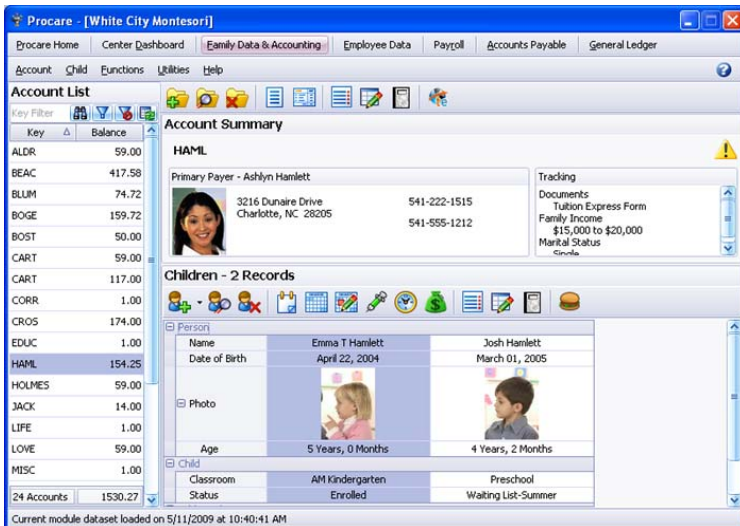 Procare - [White City Montesori]
Procare Home Center Dashboard Family Data & Accounting Employee Data Payroll Accounts Payable General Ledger
Account Child Functions Utilities Help
Account List
Key Filter
Key Balance
ALDR 59.00
BEAC 417.58
BLUM 74.72
BOGE 159.72
BOST 50.00
CART 59.00
CART 117.00
CORR 1.00
CROS 174.00
EDUC 1.00
HAML 154.25
HOLMES 59.00
JACK 14.00
LIFE 1.00
LOVE 59.00
MISC 1.00
24 Accounts 1530.27
Account Summary
HAML
Primary Payer - Ashlyn Hamlett
3216 Dunaire Drive 541-222-1515
Charlotte, NC 28205
541-555-1212
Tracking
Documents
Tuition Express Form
Family Income
$15,000 to $20,000
Marital Status
Single
Children - 2 Records
Person
Name Emma T Hamlett Josh Hamlett
Date of Birth April 22, 2004 March 01, 2005
Photo
Age 5 Years, 0 Months 4 Years, 2 Months
Child
Classroom AM Kindergarten Preschool
Status Enrolled Waiting List-Summer
Current module dataset loaded on 5/11/2009 at 10:40:41 AM